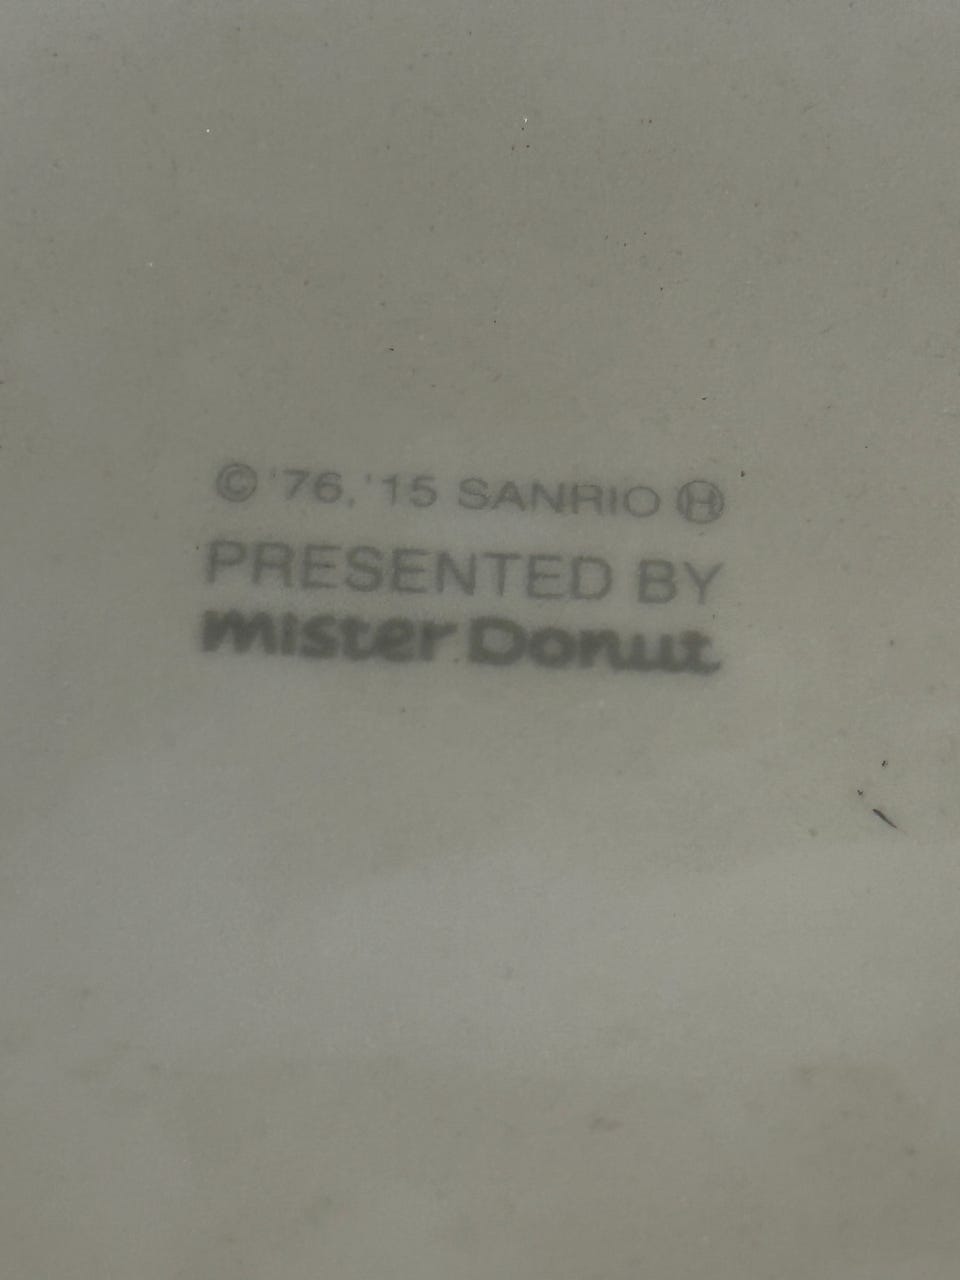 © '76, '15 SANRIO Ⓗ
PRESENTED BY
mister Donut